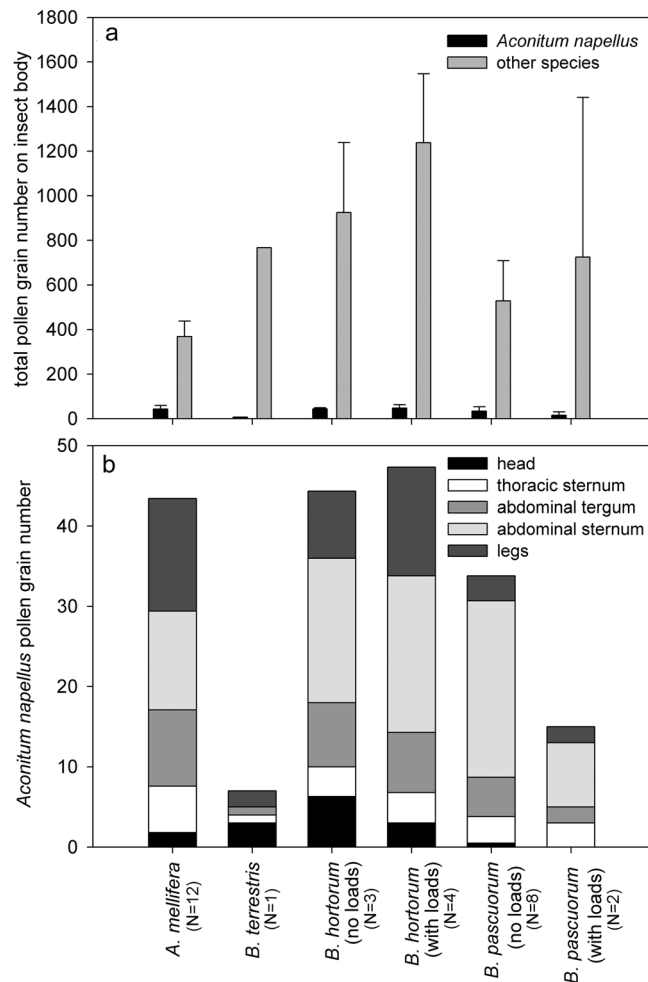 a
1800
1600
1400
1200
1000
800
600
400
200
0
total pollen grain number on insect body
Aconitum napellus
other species
b
50
40
30
20
10
0
Aconitum napellus pollen grain number
head
thoracic sternum
abdominal tergum
abdominal sternum
legs
A. mellifera
(N=12)
B. terrestris
(N=1)
B. hortorum
(no loads)
(N=3)
B. hortorum
(with loads)
(N=4)
B. pascuorum
(no loads)
(N=8)
B. pascuorum
(with loads)
(N=2)